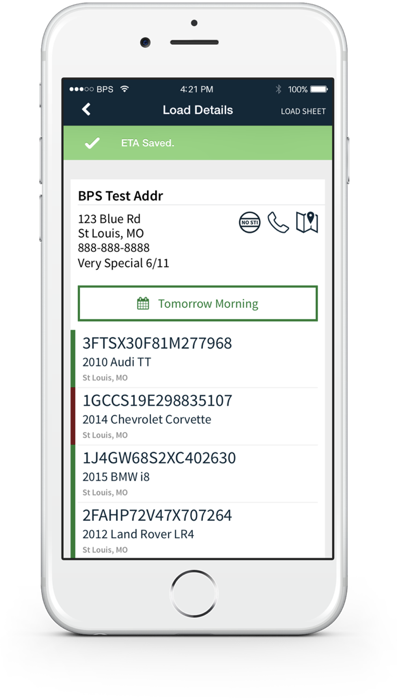 BPS 4:21 PM 100%
Load Details LOAD SHEET
ETA Saved.
BPS Test Addr
123 Blue Rd
NO STI
St Louis, MO
888-888-8888
Very Special 6/11
Tomorrow Morning
3FTSX30F81M277968
2010 Audi TT
St Louis, MO
1GCCS19E298835107
2014 Chevrolet Corvette
St Louis, MO
1J4GW68S2XC402630
2015 BMW i8
St Louis, MO
2FAHP72V47X707264
2012 Land Rover LR4
St Louis, MO